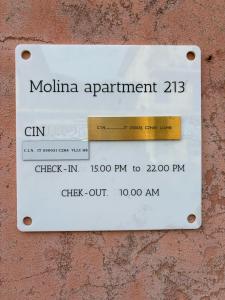 Molina apartment 213
CIN
CHECK-IN. 15.00 PM to 22.00 PM
CHEK-OUT. 10.00 AM